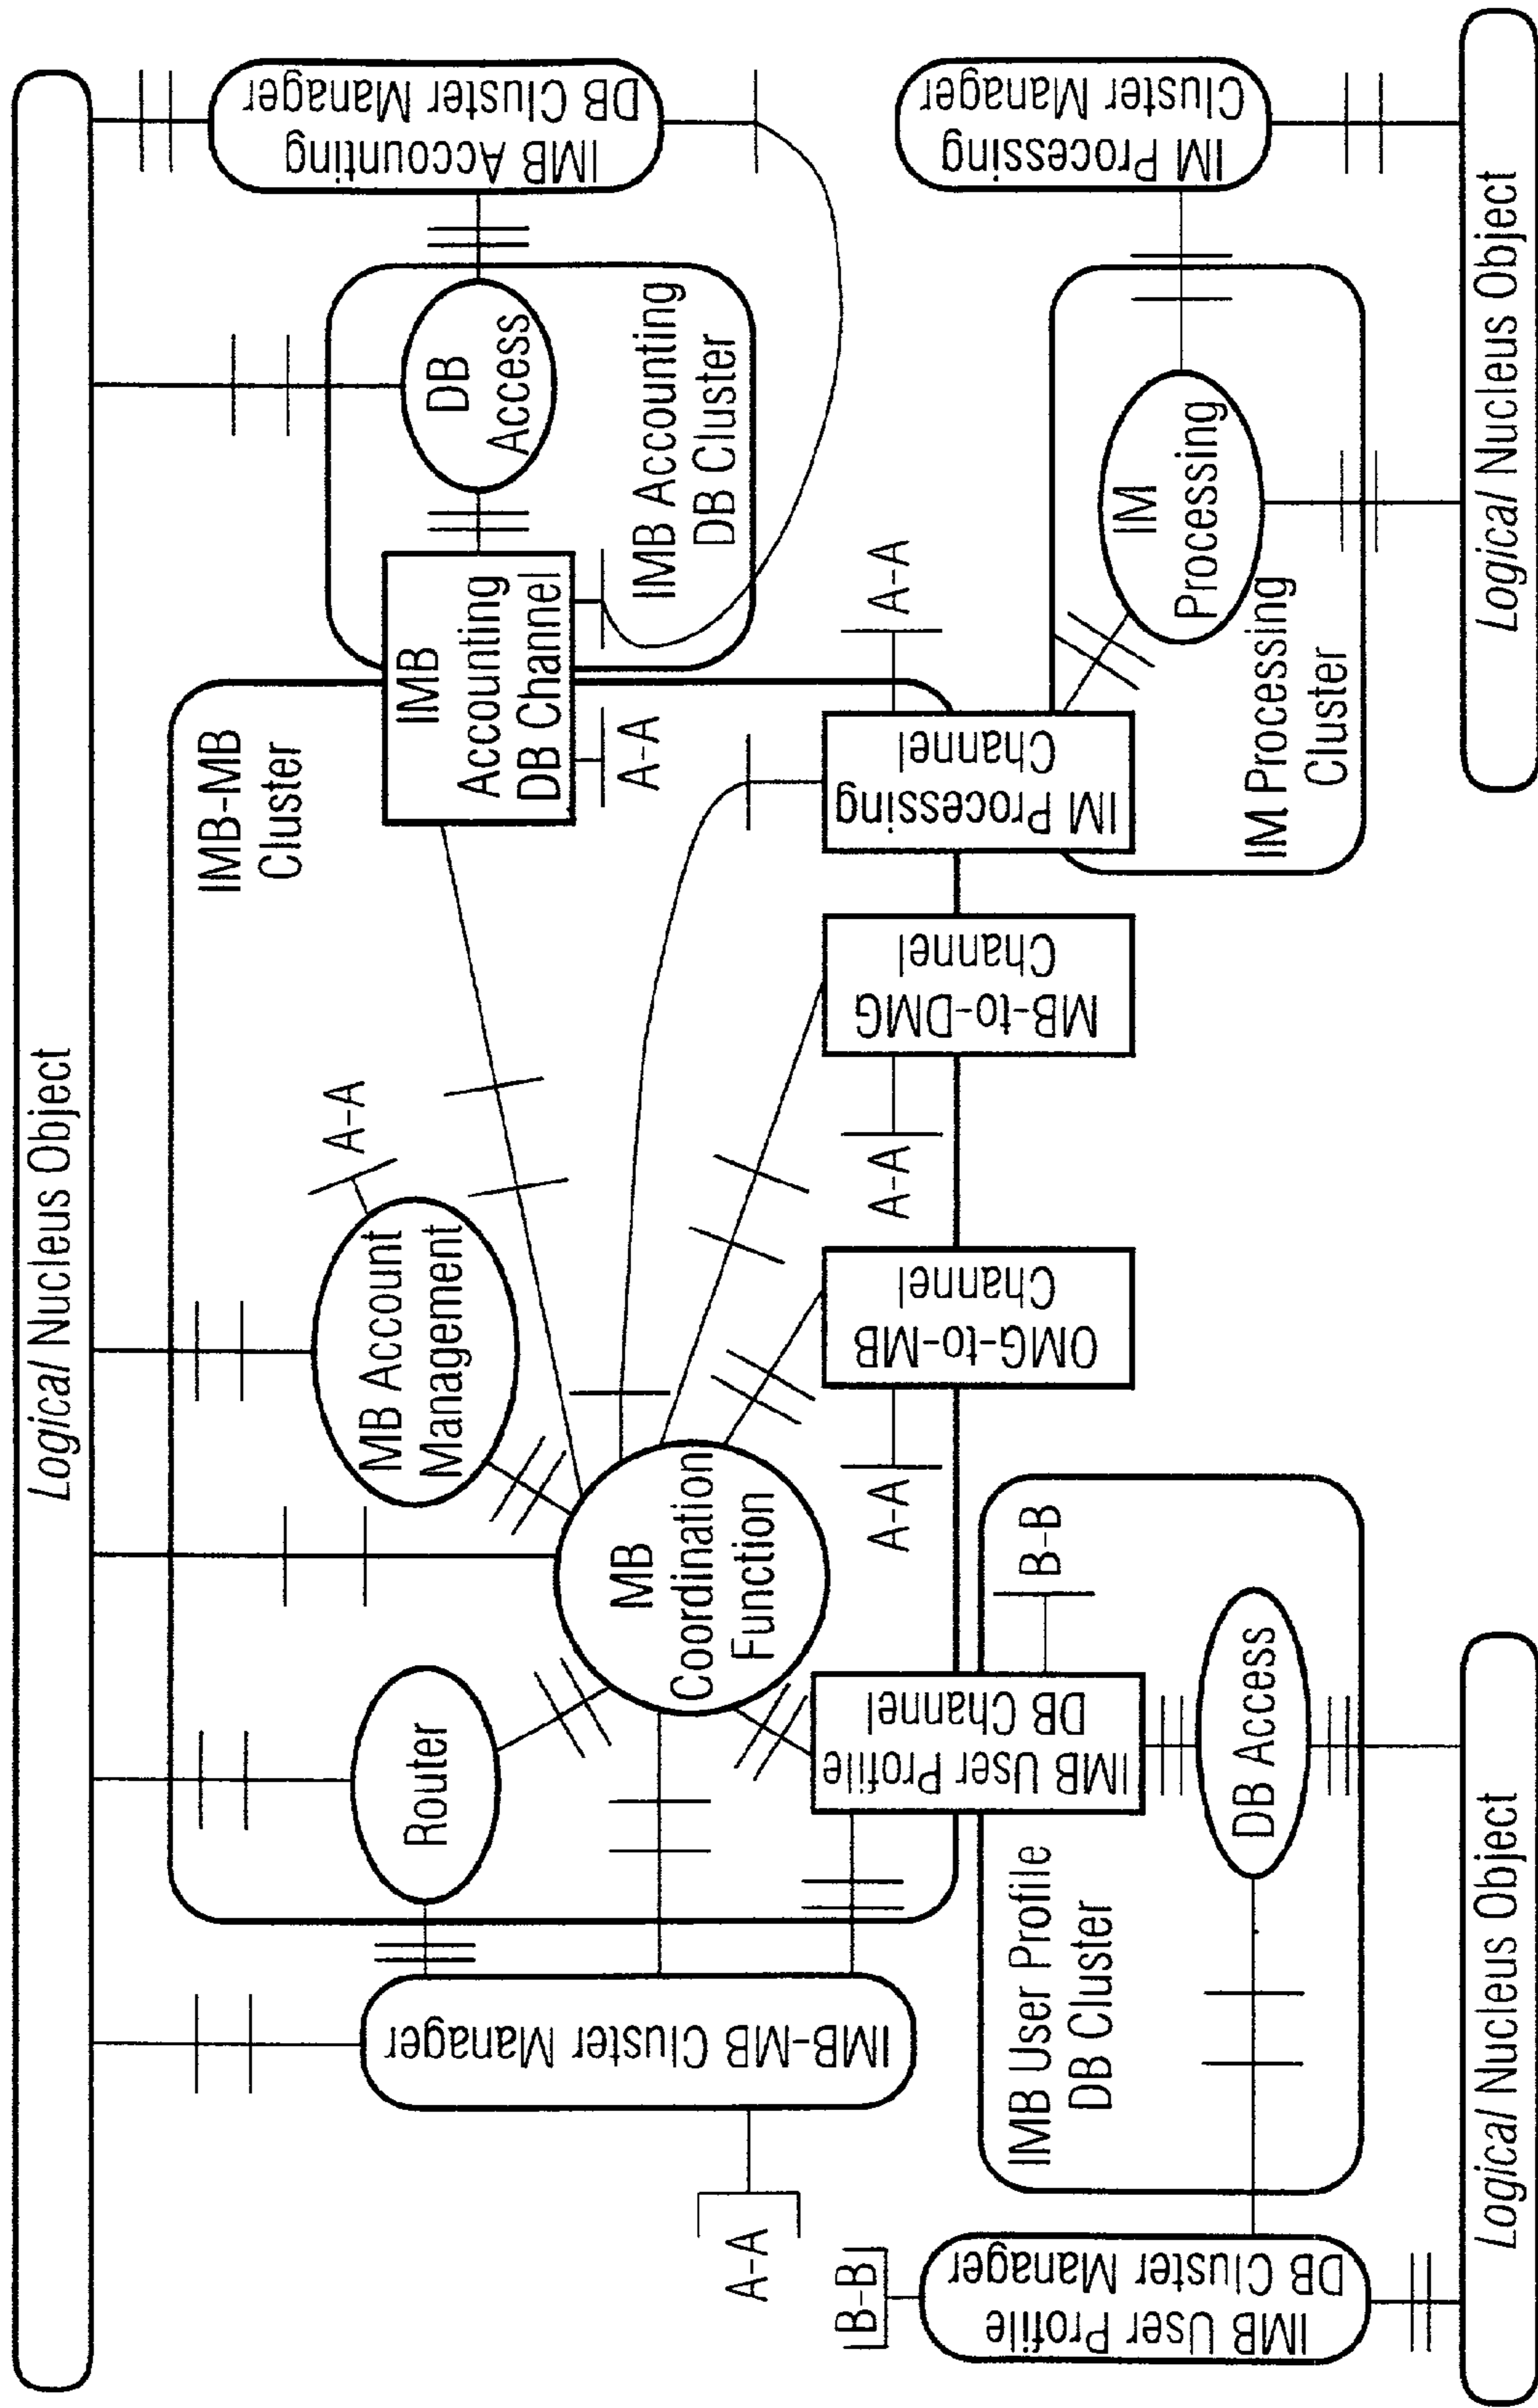 Logical Nucleus Object
IMB-MB Cluster Manager
A-A
Router
MB Account
Management
A-A
IMB-MB
Cluster
MB
Coordination
Function
IMB
Accounting
DB Channel
A-A
DB
Access
IMB Accounting
DB Cluster
IMB Accounting
DB Cluster Manager
IMB User Profile
DB Channel
B-B
OMG-to-MB
Channel
A-A
MB-to-DMG
Channel
A-A
IM Processing
Channel
A-A
IMB User Profile
DB Cluster
DB Access
IMB User Profile
DB Cluster Manager
B-B
IM
Processing
IM Processing
Cluster
IM Processing
Cluster Manager
Logical Nucleus Object
Logical Nucleus Object